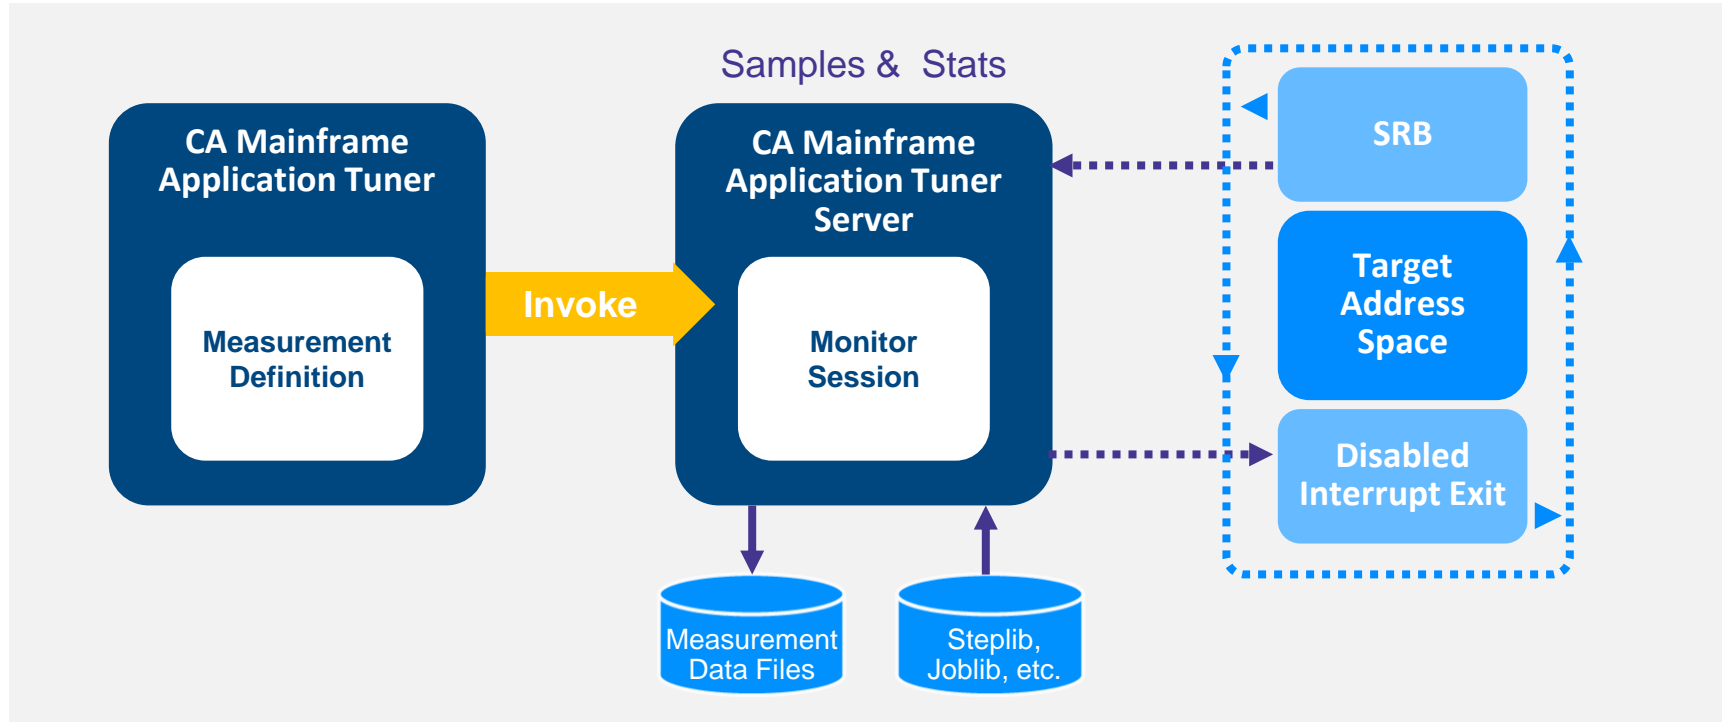 Samples & Stats
CA Mainframe
Application Tuner
Measurement
Definition
Invoke
CA Mainframe
Application Tuner
Server
Monitor
Session
SRB
Target
Address
Space
Disabled
Interrupt Exit
Measurement
Data Files
Steplib,
Joblib, etc.